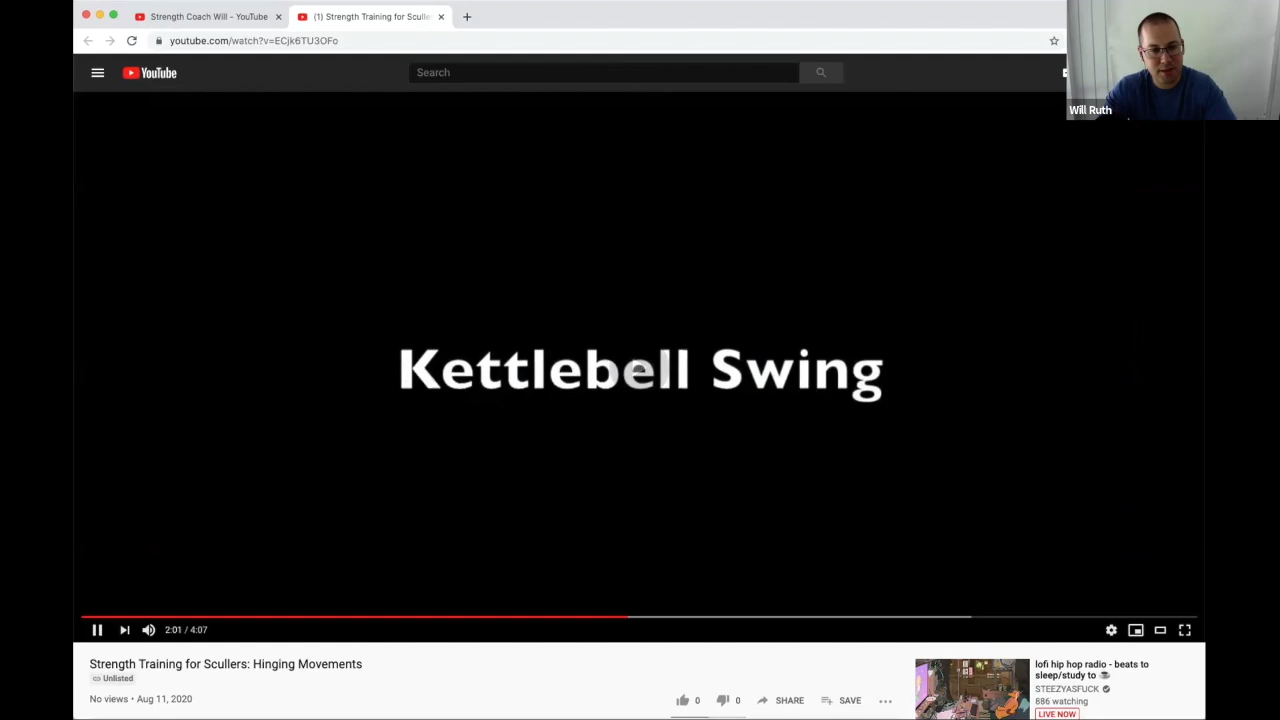 Strength Coach Will - YouTube
(1) Strength Training for Sculle
youtube.com/watch?v=ECjk6TU3OFo
YouTube
Search
Will Ruth
Kettlebell Swing
2:01 / 4:07
Strength Training for Scullers: Hinging Movements
Unlisted
No views • Aug 11, 2020
0
0
SHARE
SAVE
lofi hip hop radio - beats to
sleep/study to ☕
STEEZYASFUCK
886 watching
LIVE NOW